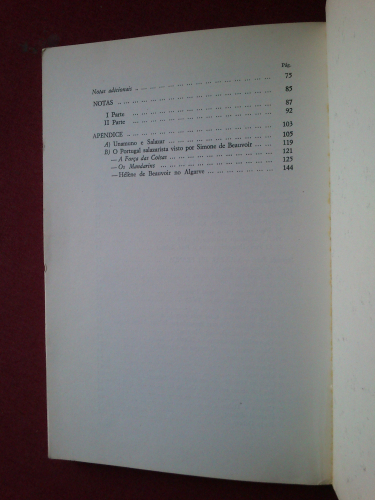 Pág.
Notas adicionais ... 75
85
NOTAS ... 87
I Parte ... 92
II Parte ...
APENDICE ... 103
A) Unamuno e Salazar ... 105
B) O Portugal salazarista visto por Simone de Beauvoir ... 119
—A Força das Coisas ... 121
—Os Mandarins ... 125
—Hélène de Beauvoir no Algarve ... 144